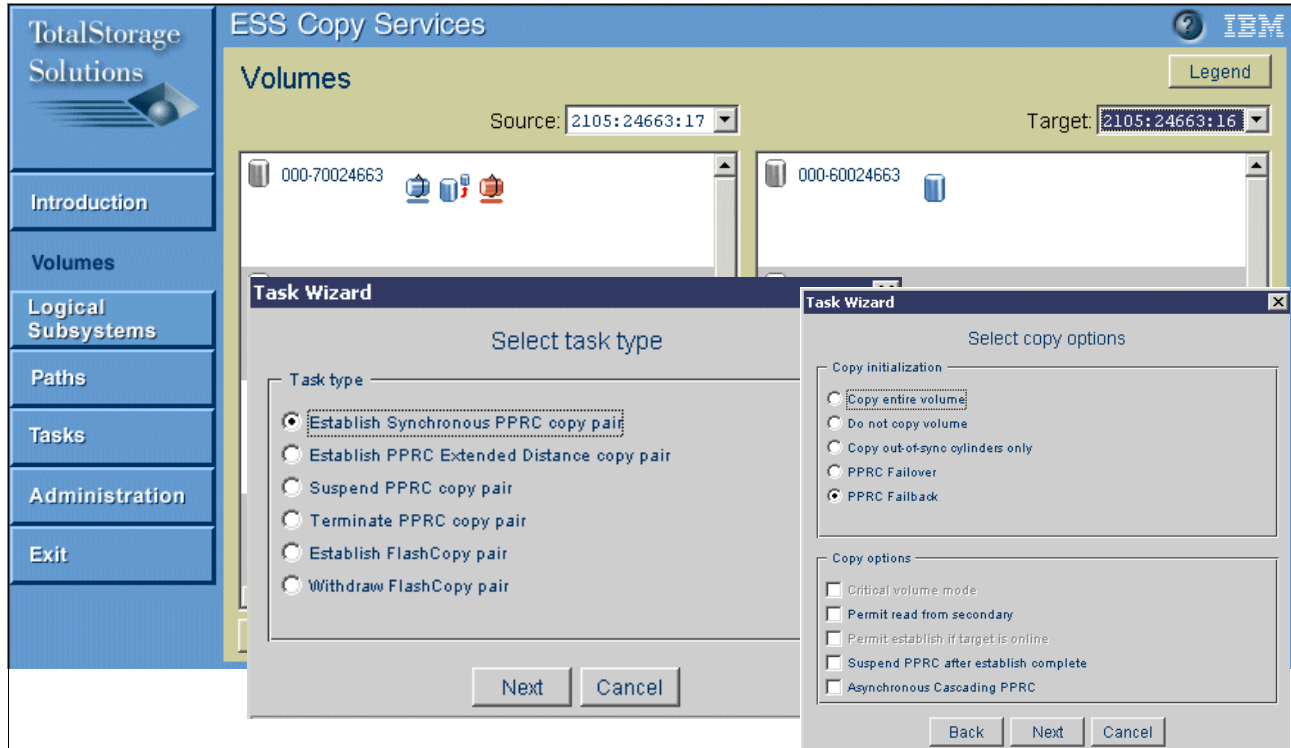 TotalStorage
Solutions
ESS Copy Services
IBM
Introduction
Volumes
Logical
Subsystems
Paths
Tasks
Administration
Exit
Volumes
Legend
Source: 2105:24663:17
Target: 2105:24663:16
000-70024663
000-60024663
Task Wizard
Select task type
Task type
Establish Synchronous PPRC copy pair
Establish PPRC Extended Distance copy pair
Suspend PPRC copy pair
Terminate PPRC copy pair
Establish FlashCopy pair
Withdraw FlashCopy pair
Next
Cancel
Task Wizard
Select copy options
Copy initialization
Copy entire volume
Do not copy volume
Copy out-of-sync cylinders only
PPRC Failover
PPRC Failback
Copy options
Critical volume mode
Permit read from secondary
Permit establish if target is online
Suspend PPRC after establish complete
Asynchronous Cascading PPRC
Back
Next
Cancel